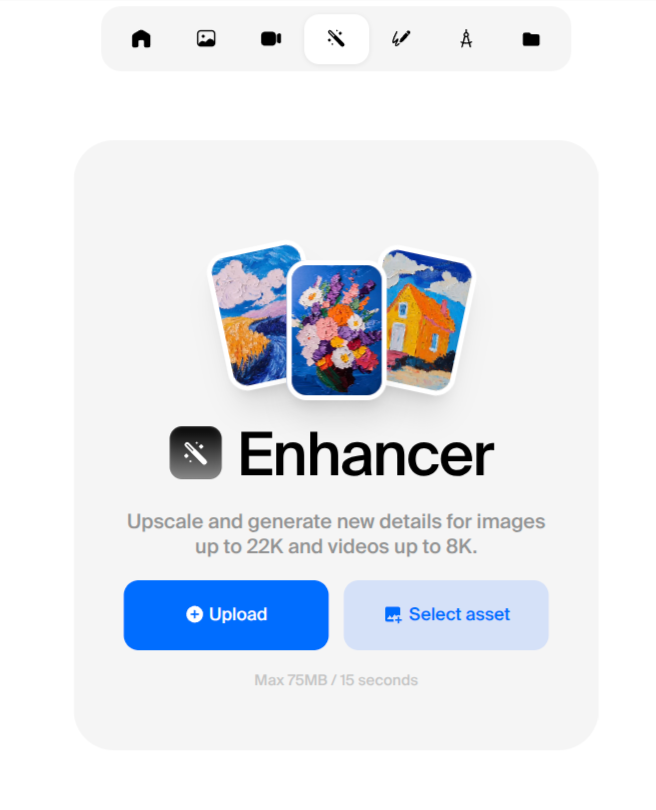 Enhancer
Upscale and generate new details for images
up to 22K and videos up to 8K.
Upload
Select asset
Max 75MB / 15 seconds